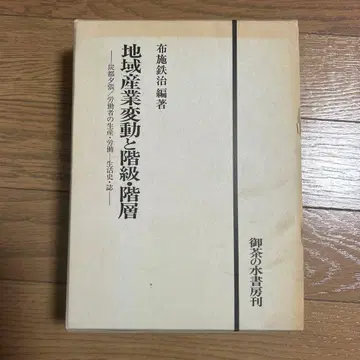 布施鉄治 編著
地域産業変動と階級・階層
——炭都夕張／労働者の生産・労働—生活史・誌——
御茶の水書房刊